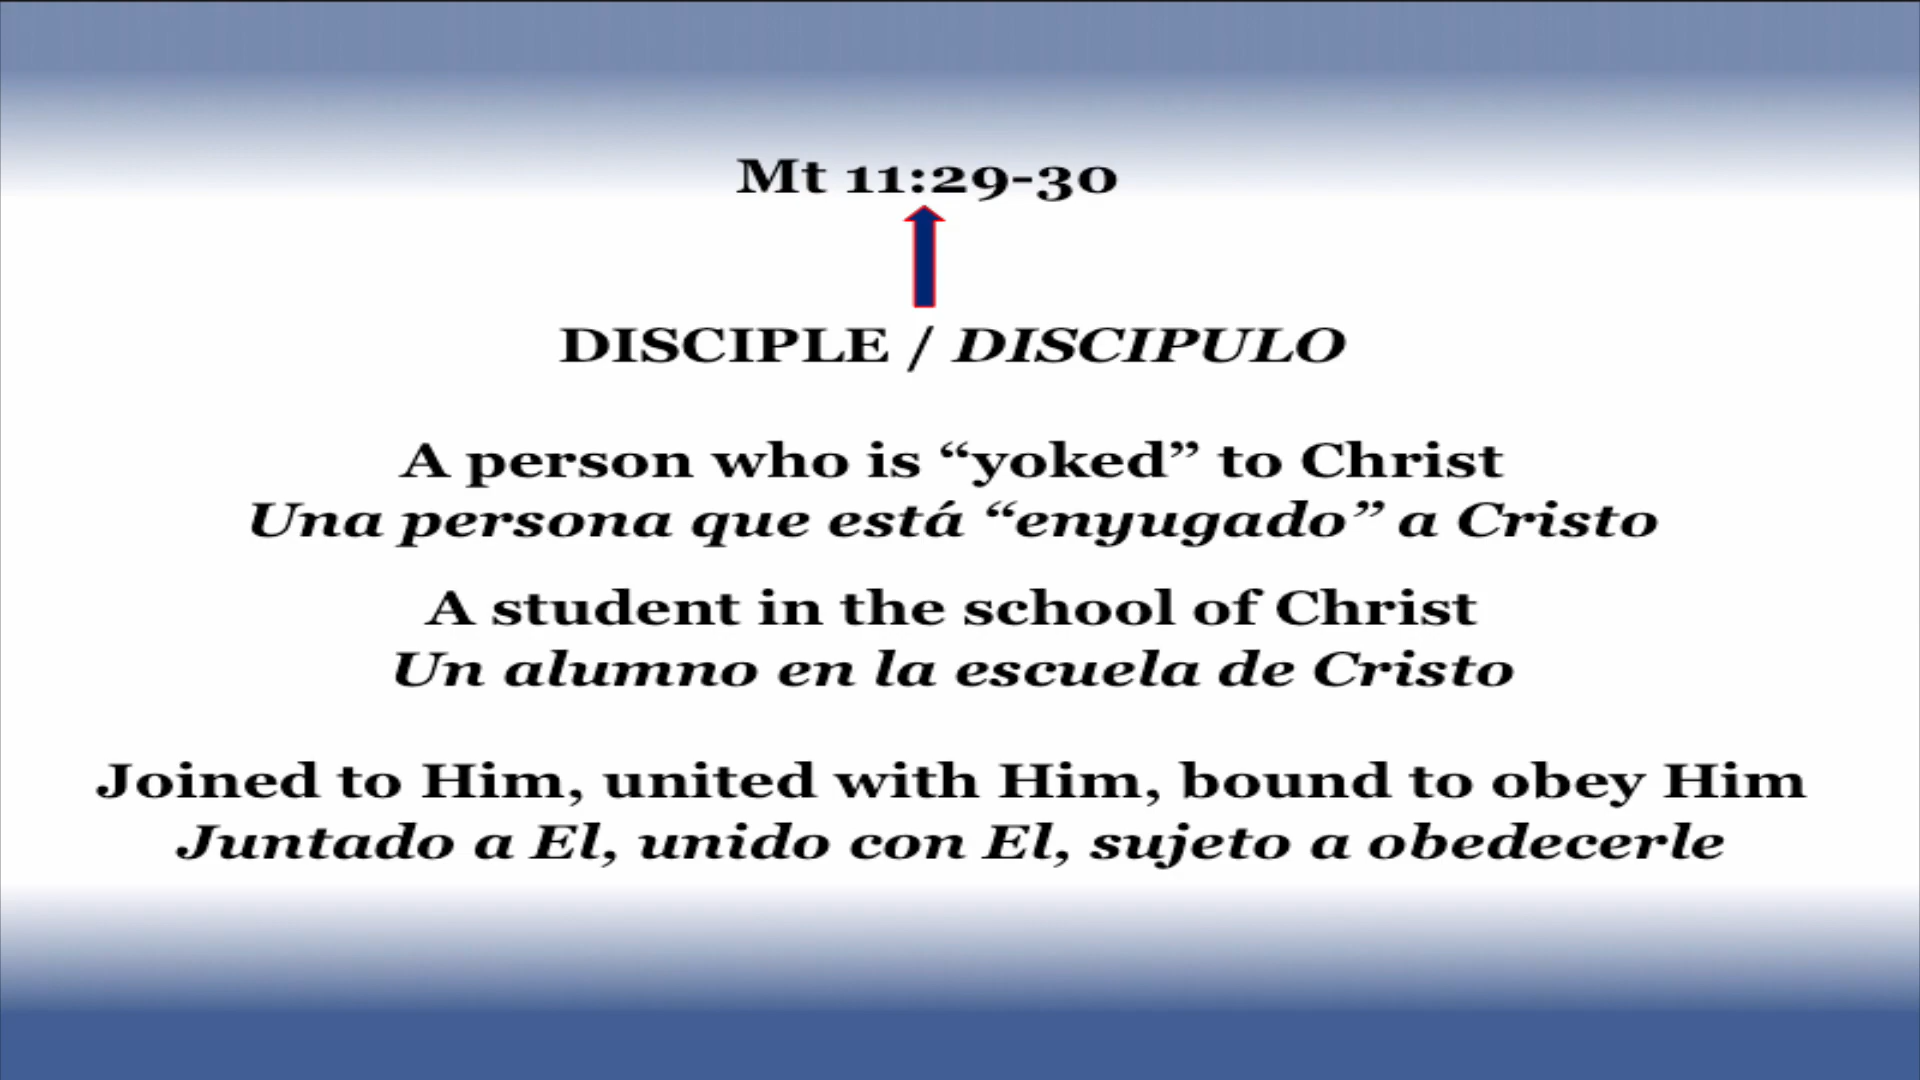 Mt 11:29-30
DISCIPLE / DISCIPULO
A person who is “yoked” to Christ
Una persona que está “enyugado” a Cristo
A student in the school of Christ
Un alumno en la escuela de Cristo
Joined to Him, united with Him, bound to obey Him
Juntado a El, unido con El, sujeto a obedecerle